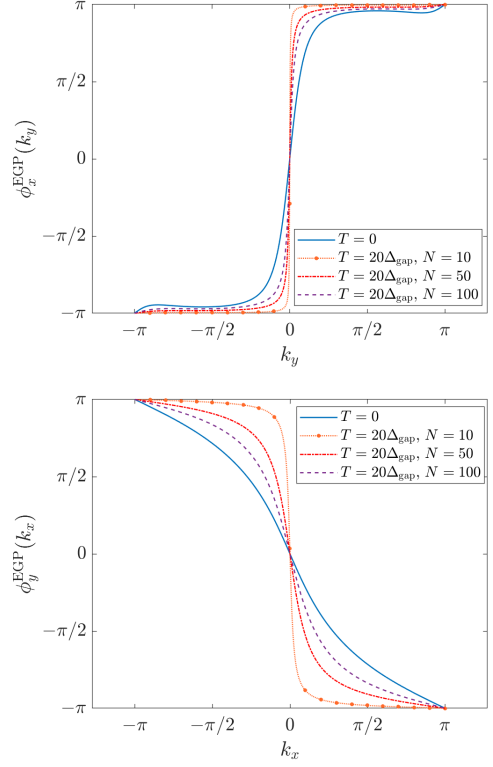 π
π/2
0
−π/2
−π
ϕ_x^EGP(k_y)
T = 0
T = 20Δ_gap, N = 10
T = 20Δ_gap, N = 50
T = 20Δ_gap, N = 100
−π −π/2 0 π/2 π
k_y
π
π/2
0
−π/2
−π
ϕ_y^EGP(k_x)
T = 0
T = 20Δ_gap, N = 10
T = 20Δ_gap, N = 50
T = 20Δ_gap, N = 100
−π −π/2 0 π/2 π
k_x